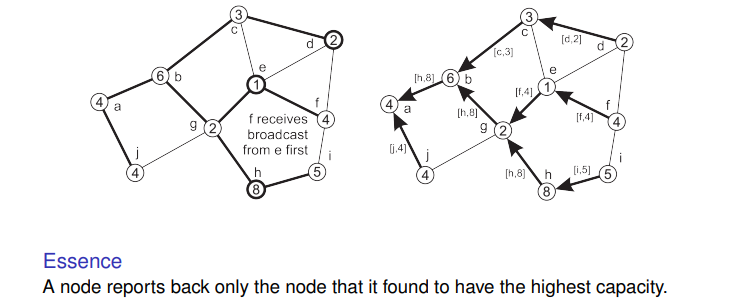 3
c
d
2
e
6
b
1
4
a
f
g
2
f receives
4
broadcast
from e first
j
i
h
4
5
8
3
c
[d,2]
d
2
[c,3]
e
[h,8]
6
b
1
[f,4]
4
a
[h,8]
f
[f,4]
4
g
2
[j,4]
j
i
4
[h,8]
h
[i,5]
5
8
Essence
A node reports back only the node that it found to have the highest capacity.